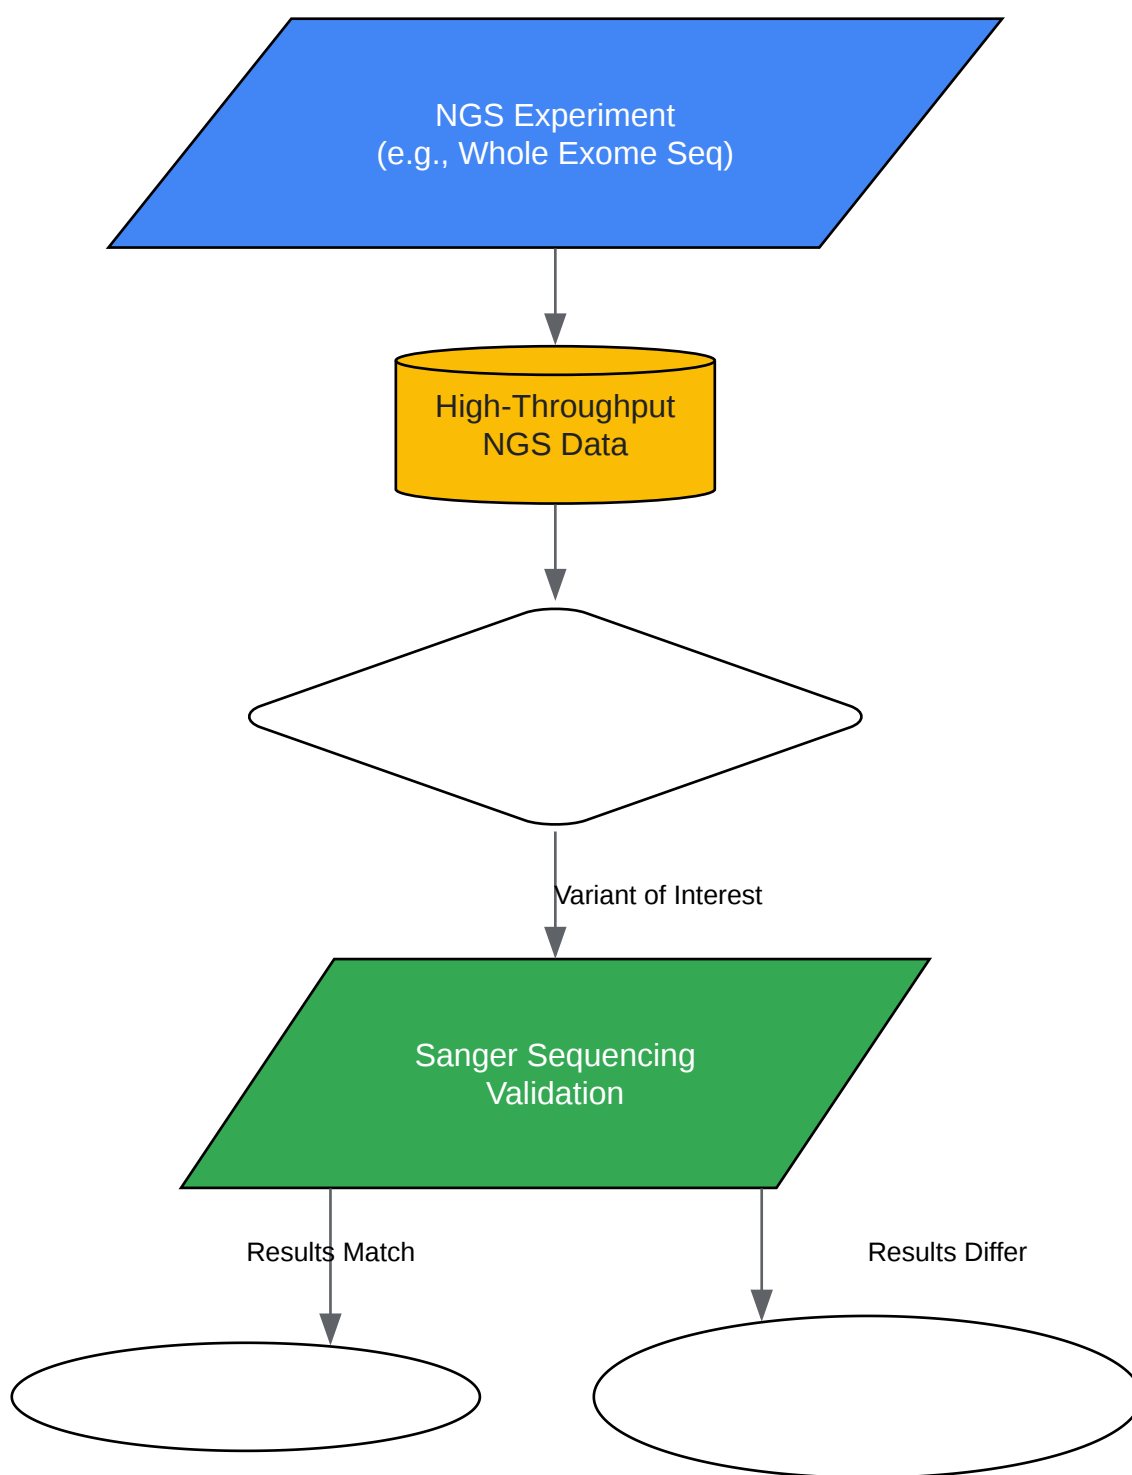 NGS Experiment
(e.g., Whole Exome Seq)
High-Throughput
NGS Data
Variant of Interest
Sanger Sequencing
Validation
Results Match
Results Differ